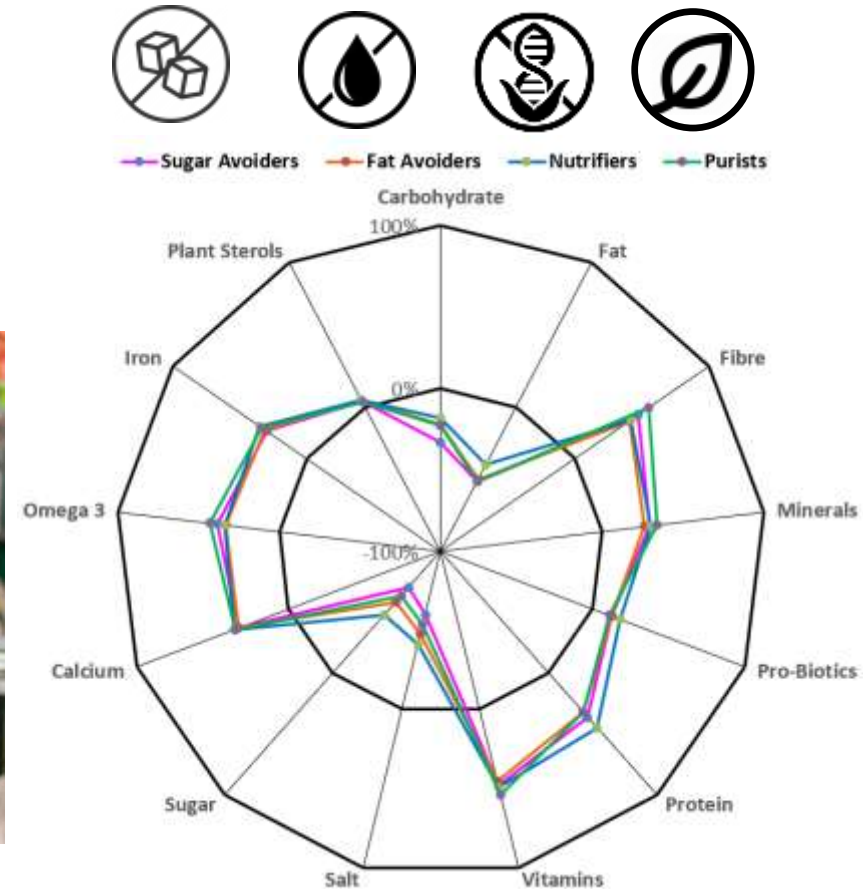 Sugar Avoiders Fat Avoiders Nutrifiers Purists
Carbohydrate
100%
Plant Sterols Fat
Iron Fibre
0%
Omega 3 Minerals
-100%
Calcium Pro-Biotics
Sugar Protein
Salt Vitamins